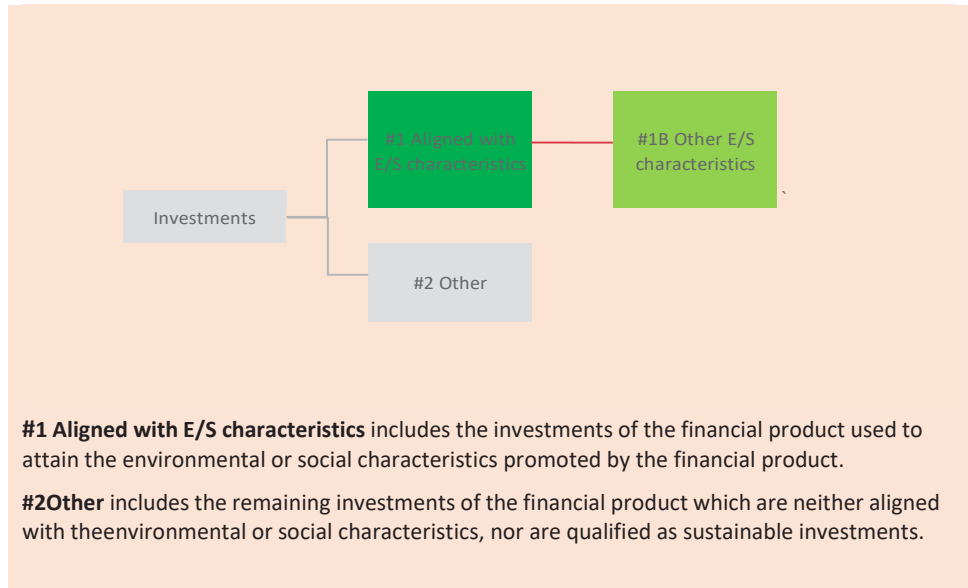 #1 Aligned with
E/S characteristics
#1B Other E/S
characteristics
`
Investments
#2 Other
#1 Aligned with E/S characteristics includes the investments of the financial product used to
attain the environmental or social characteristics promoted by the financial product.
#2Other includes the remaining investments of the financial product which are neither aligned
with theenvironmental or social characteristics, nor are qualified as sustainable investments.